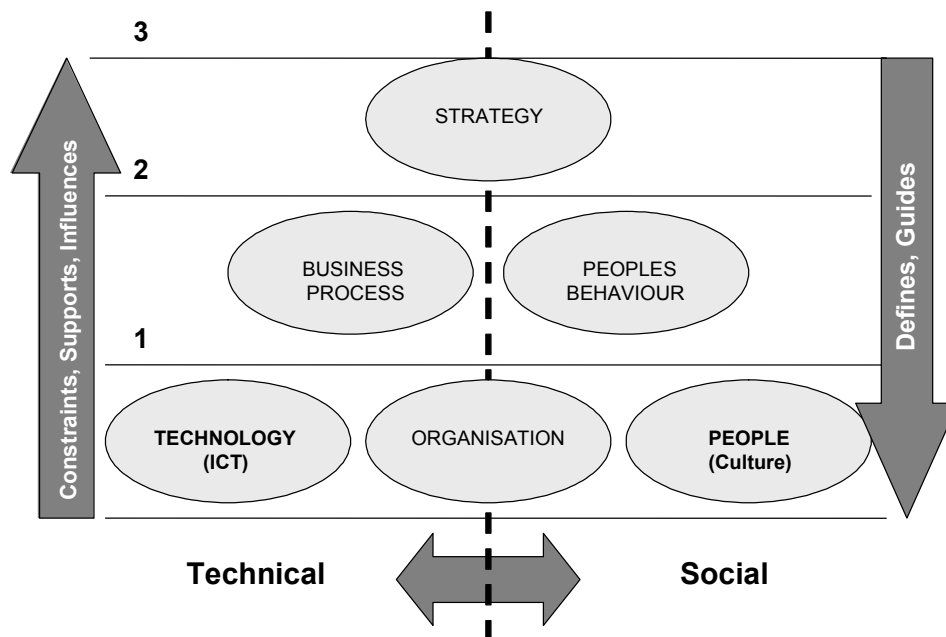 3
STRATEGY
2
BUSINESS
PROCESS
PEOPLES
BEHAVIOUR
1
TECHNOLOGY
(ICT)
ORGANISATION
PEOPLE
(Culture)
Constraints, Supports, Influences
Defines, Guides
Technical
Social